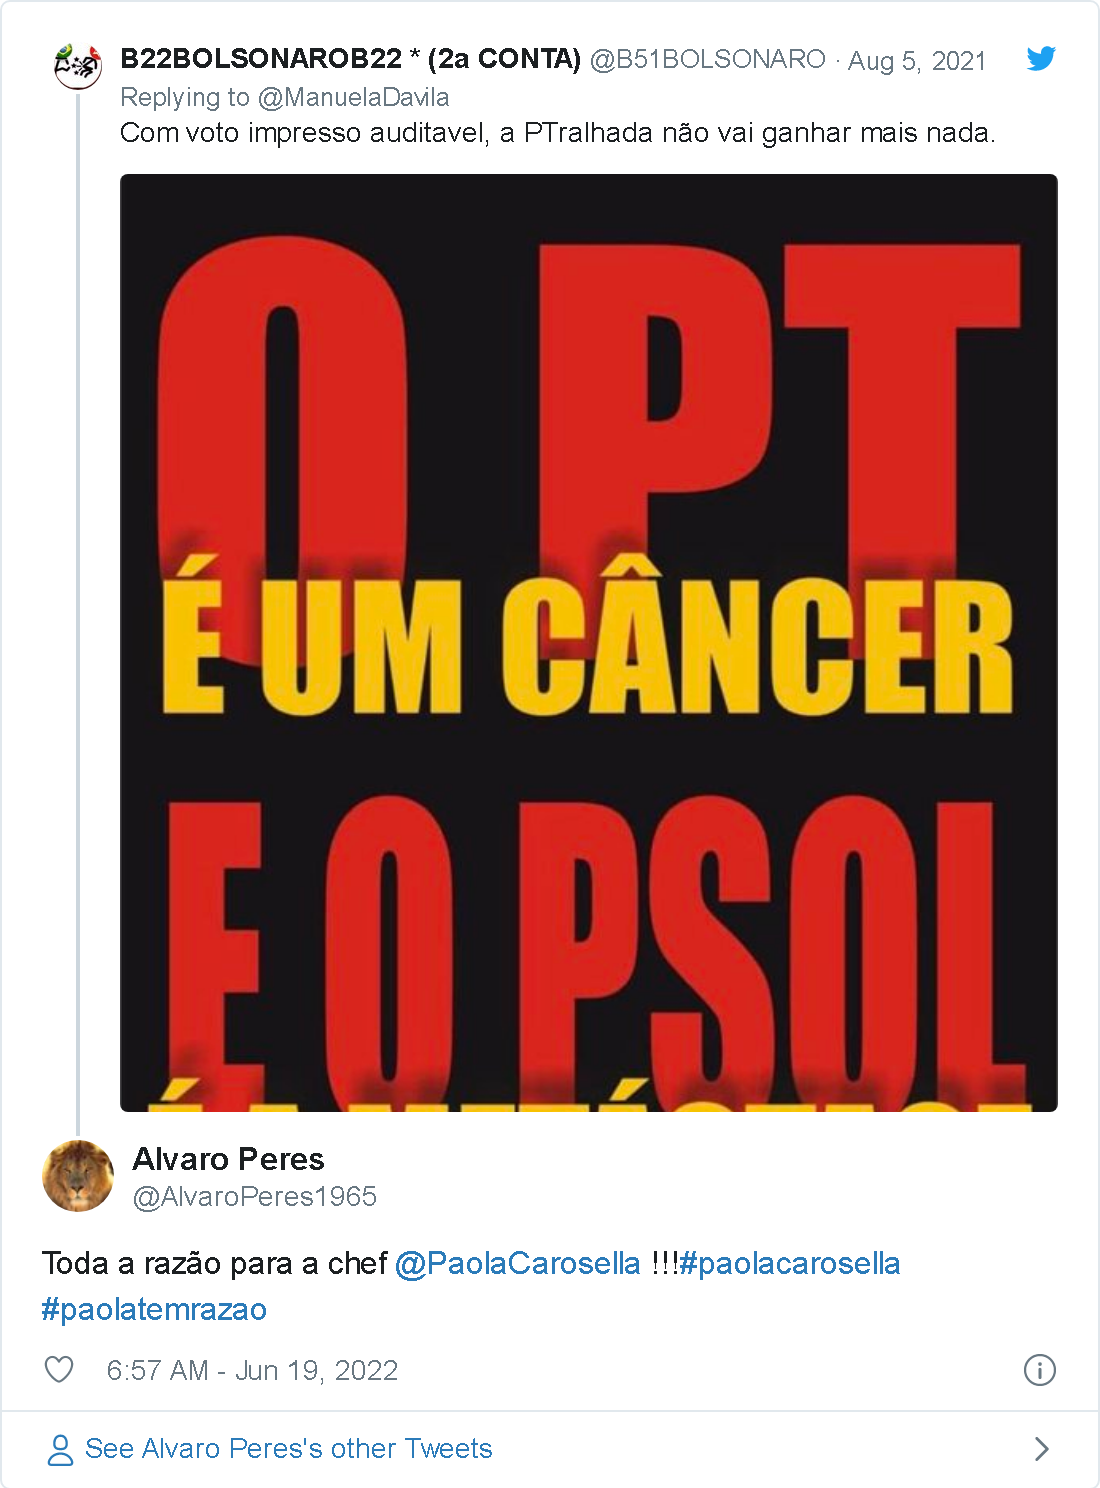 B22BOLSONAROB22 * (2a CONTA) @B51BOLSONARO · Aug 5, 2021
Replying to @ManuelaDavila
Com voto impresso auditavel, a PTralhada não vai ganhar mais nada.
O PT
É UM CÂNCER
E O PSOL
Alvaro Peres
@AlvaroPeres1965
Toda a razão para a chef @PaolaCarosella !!!#paolacarosella
#paolatemrazao
6:57 AM - Jun 19, 2022
See Alvaro Peres's other Tweets